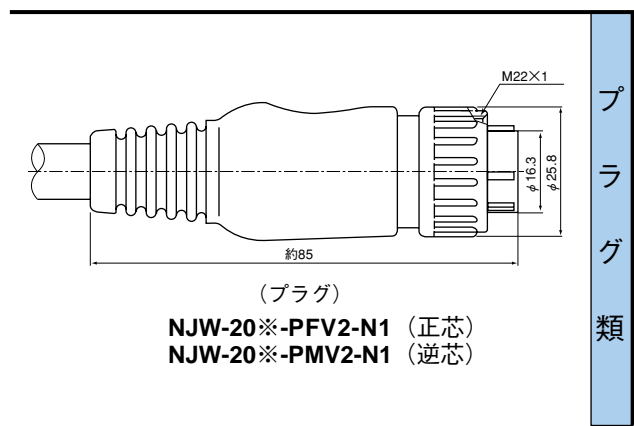 M22×1
φ16.3
φ25.8
約85
（プラグ）
NJW-20※-PFV2-N1（正芯）
NJW-20※-PMV2-N1（逆芯）
プラグ類